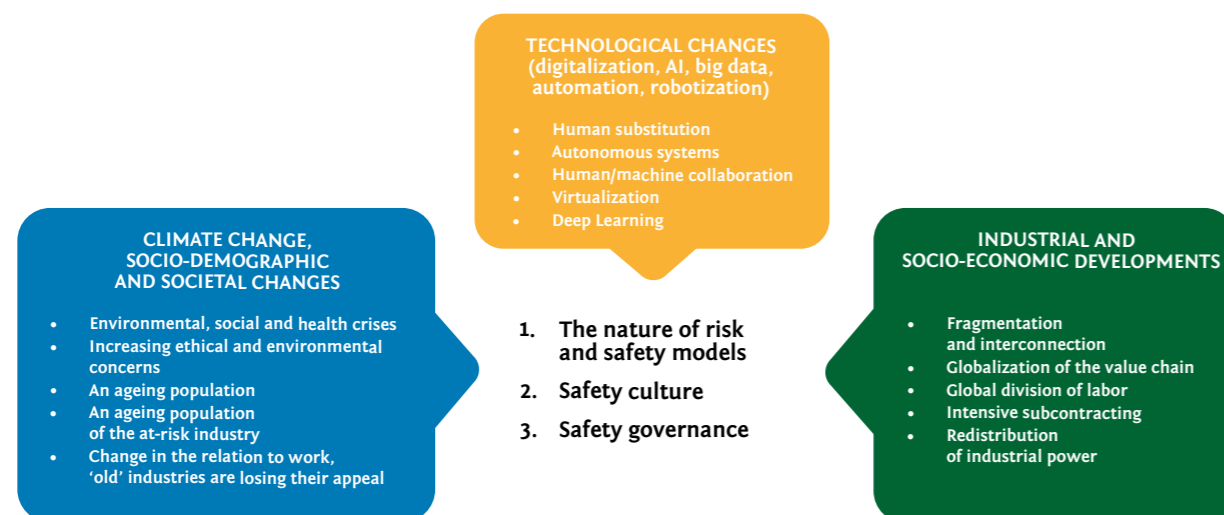 TECHNOLOGICAL CHANGES
(digitalization, AI, big data,
automation, robotization)
• Human substitution
• Autonomous systems
• Human/machine collaboration
• Virtualization
• Deep Learning
CLIMATE CHANGE,
SOCIO-DEMOGRAPHIC
AND SOCIETAL CHANGES
• Environmental, social and health crises
• Increasing ethical and environmental
concerns
• An ageing population
• An ageing population
of the at-risk industry
• Change in the relation to work,
‘old’ industries are losing their appeal
1. The nature of risk
and safety models
2. Safety culture
3. Safety governance
INDUSTRIAL AND
SOCIO-ECONOMIC DEVELOPMENTS
• Fragmentation
and interconnection
• Globalization of the value chain
• Global division of labor
• Intensive subcontracting
• Redistribution
of industrial power